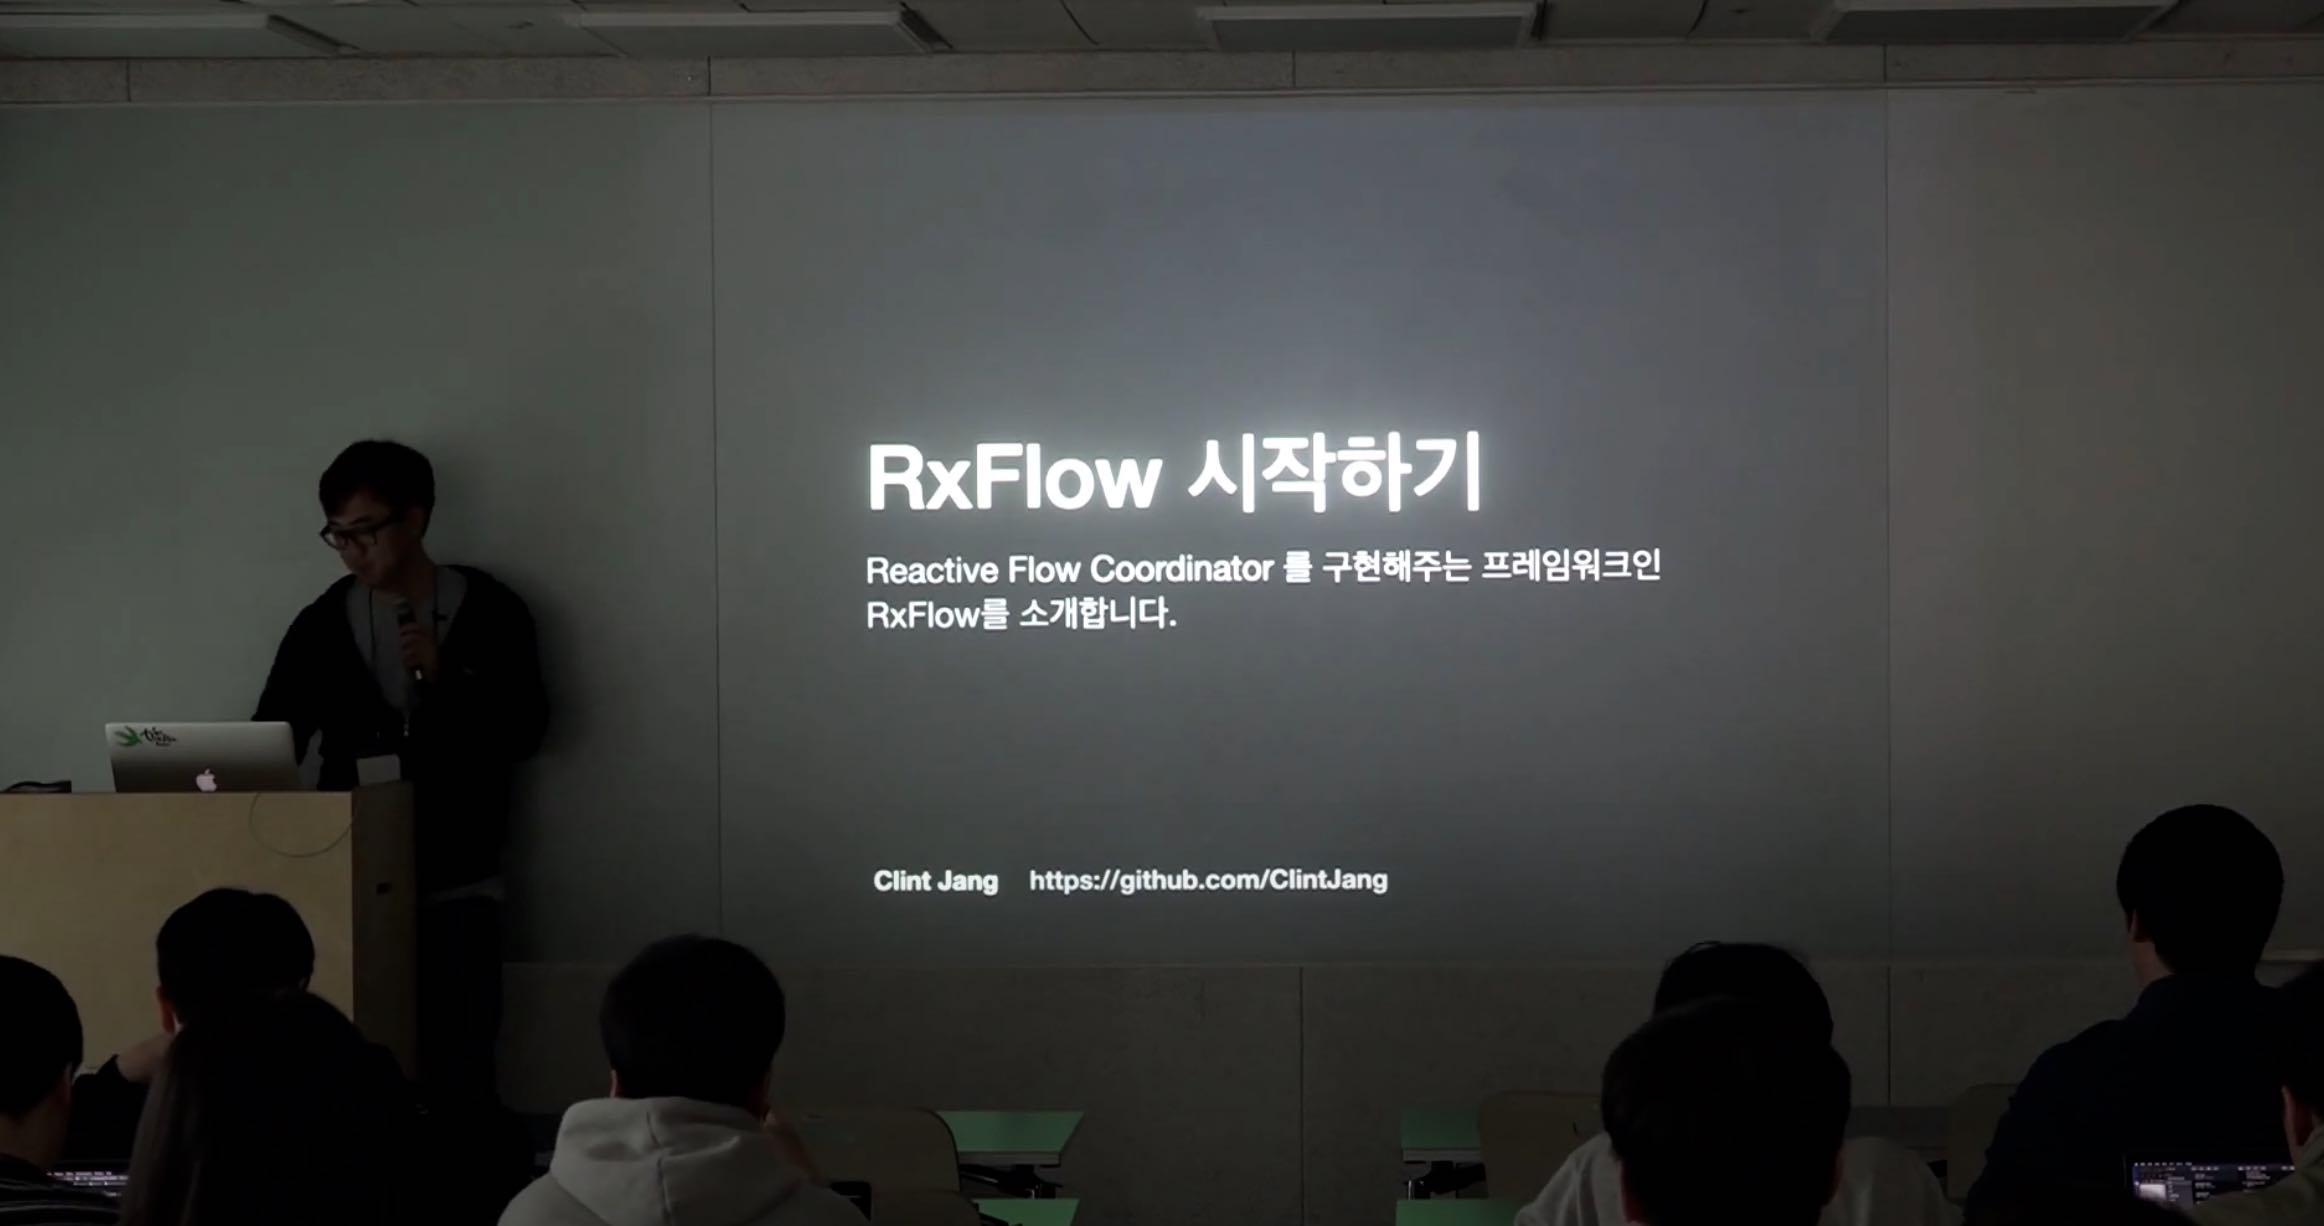 RxFlow 시작하기
Reactive Flow Coordinator 를 구현해주는 프레임워크인
RxFlow를 소개합니다.
Clint Jang https://github.com/ClintJang